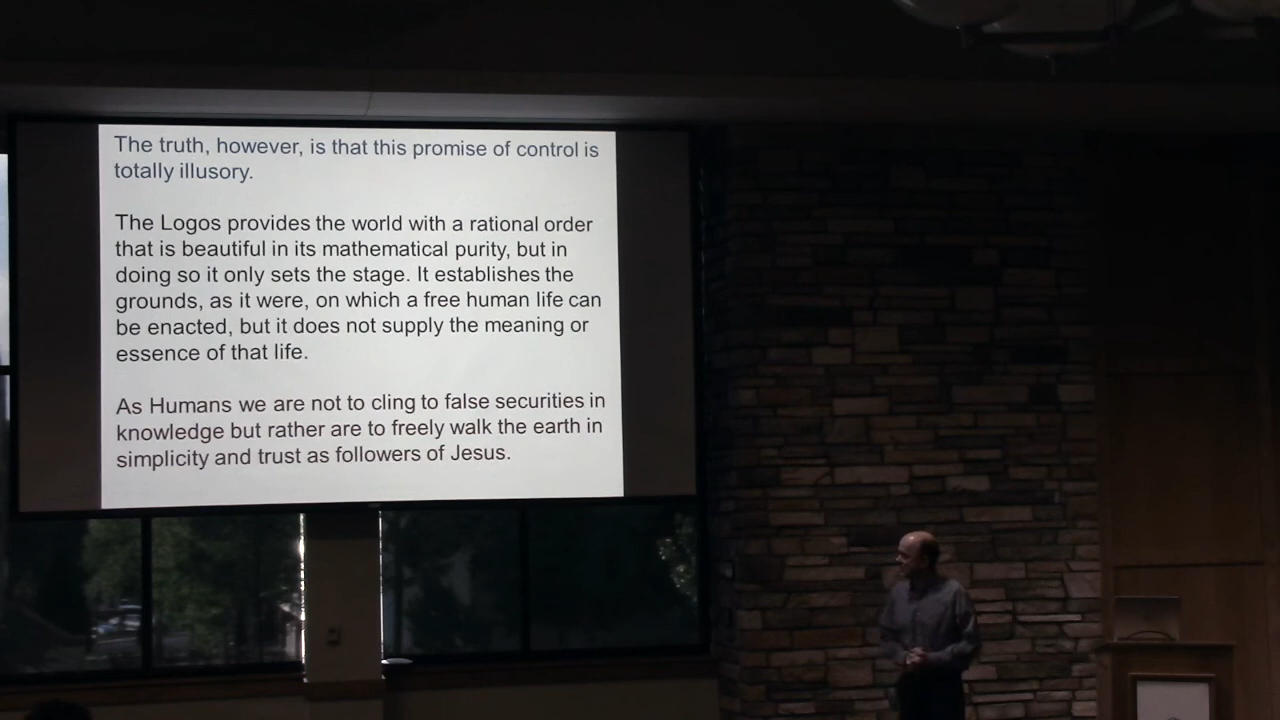 The truth, however, is that this promise of control is
totally illusory.
The Logos provides the world with a rational order
that is beautiful in its mathematical purity, but in
doing so it only sets the stage. It establishes the
grounds, as it were, on which a free human life can
be enacted, but it does not supply the meaning or
essence of that life.
As Humans we are not to cling to false securities in
knowledge but rather are to freely walk the earth in
simplicity and trust as followers of Jesus.